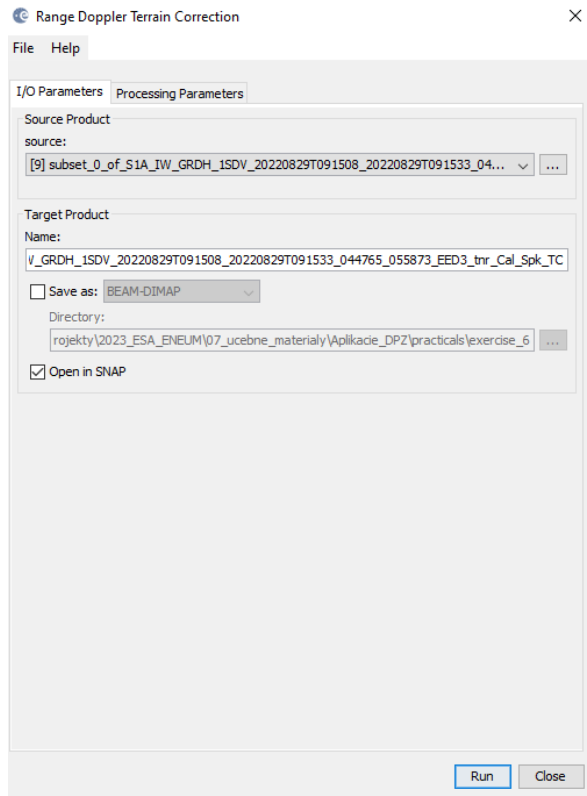 Range Doppler Terrain Correction
File Help
I/O Parameters Processing Parameters
Source Product
source:
[9] subset_0_of_S1A_IW_GRDH_1SDV_20220829T091508_20220829T091533_04... ...
Target Product
Name:
V_GRDH_1SDV_20220829T091508_20220829T091533_044765_055873_EED3_tnr_Cal_Spk_TC
Save as: BEAM-DIMAP
Directory:
rojekty\2023_ESA_ENEUM\07_ucebne_materialy\Aplikacie_DPZ\practicals\exercise_6 ...
Open in SNAP
Run Close